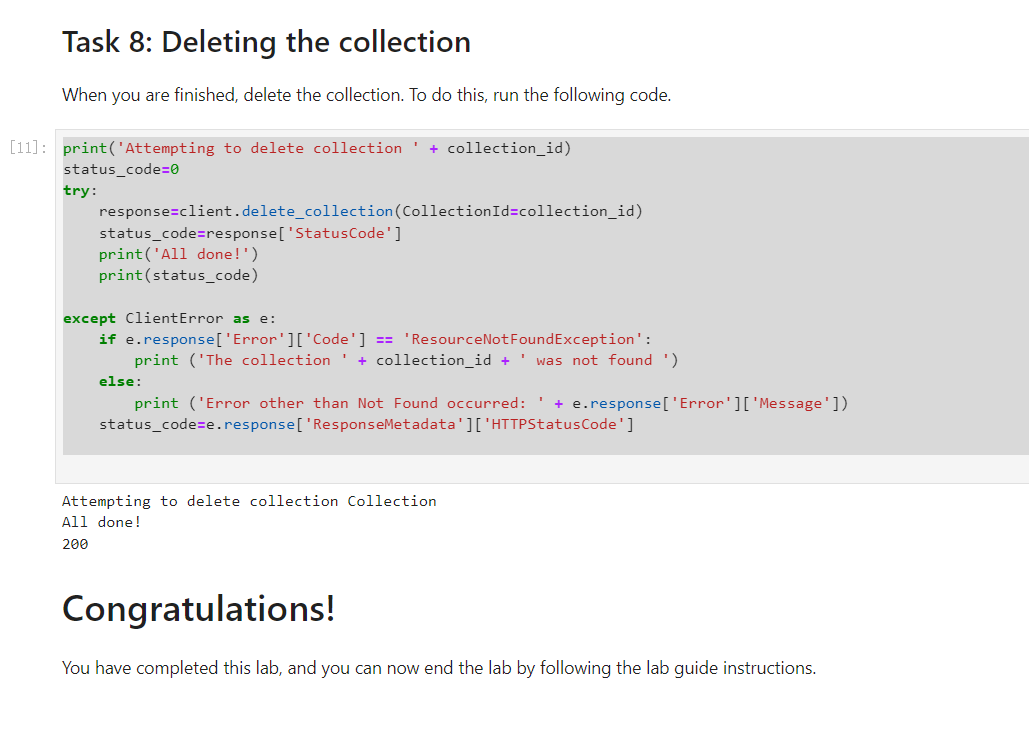 Task 8: Deleting the collection
When you are finished, delete the collection. To do this, run the following code.
[11]: print('Attempting to delete collection ' + collection_id)
status_code=0
try:
    response=client.delete_collection(CollectionId=collection_id)
    status_code=response['StatusCode']
    print('All done!')
    print(status_code)
except ClientError as e:
    if e.response['Error']['Code'] == 'ResourceNotFoundException':
        print ('The collection ' + collection_id + ' was not found ')
    else:
        print ('Error other than Not Found occurred: ' + e.response['Error']['Message'])
    status_code=e.response['ResponseMetadata']['HTTPStatusCode']
Attempting to delete collection Collection
All done!
200
Congratulations!
You have completed this lab, and you can now end the lab by following the lab guide instructions.